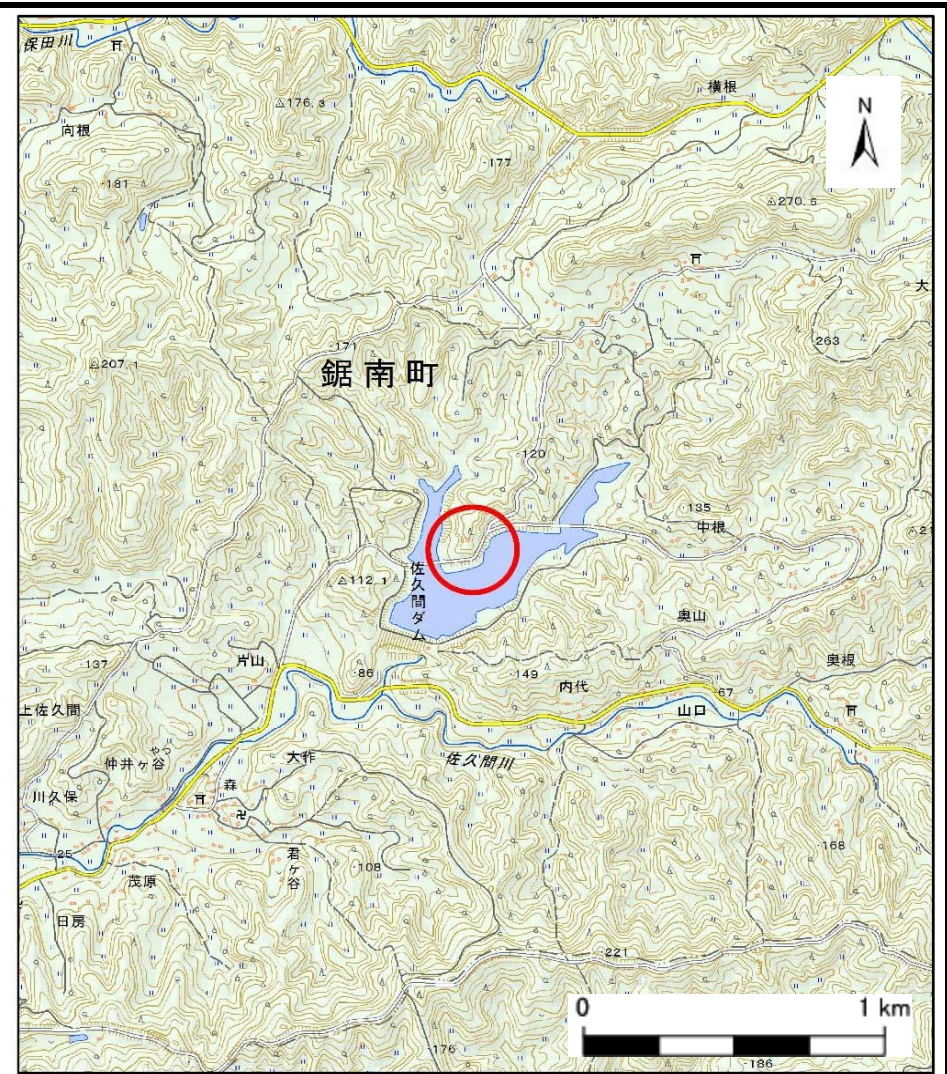 保田川
150
横根
176.3
向根
N
177
181
270.5
大
171
263
207.1
鋸南町
120
135
中根
佐久間ダム
112.1
奥山
137
片山
86
149
内代
奥根
67
上佐久間
山口
やつ
仲井ヶ谷
大作
佐久間川
森
川久保
25
君ヶ谷
108
168
茂原
日房
221
0 1 km
176
186